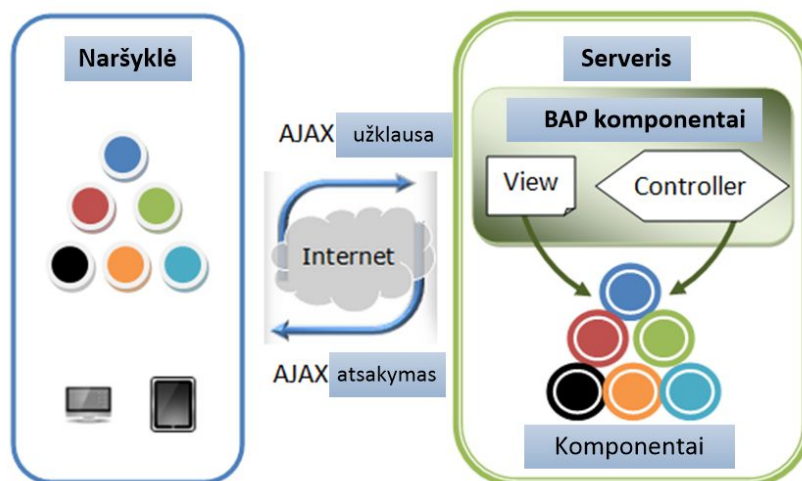 Naršyklė
AJAX užklausa
Internet
AJAX atsakymas
Serveris
BAP komponentai
View
Controller
Komponentai